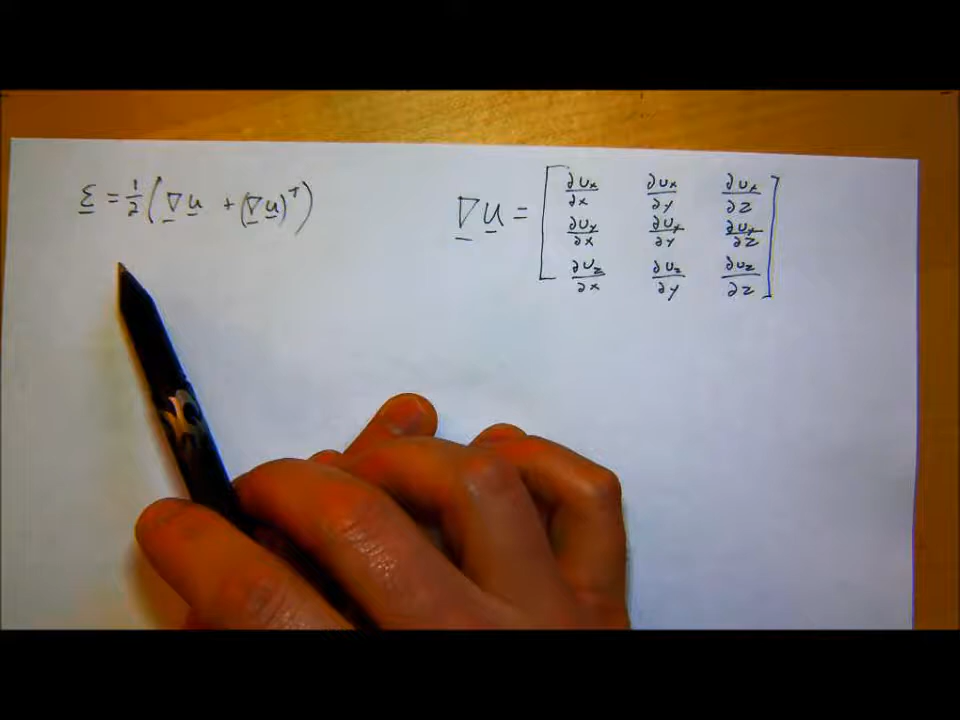 ε = 1/2 (∇u + (∇u)ᵀ)
∇u = [ ∂ux/∂x ∂ux/∂y ∂ux/∂z
∂uy/∂x ∂uy/∂y ∂uy/∂z
∂uz/∂x ∂uz/∂y ∂uz/∂z ]